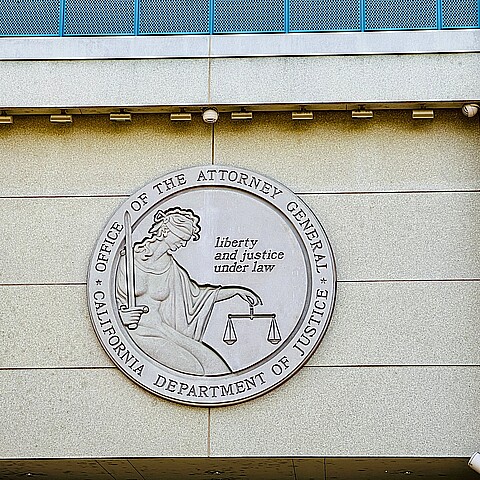 OFFICE OF THE ATTORNEY GENERAL
liberty
and justice
under law
* CALIFORNIA DEPARTMENT OF JUSTICE *